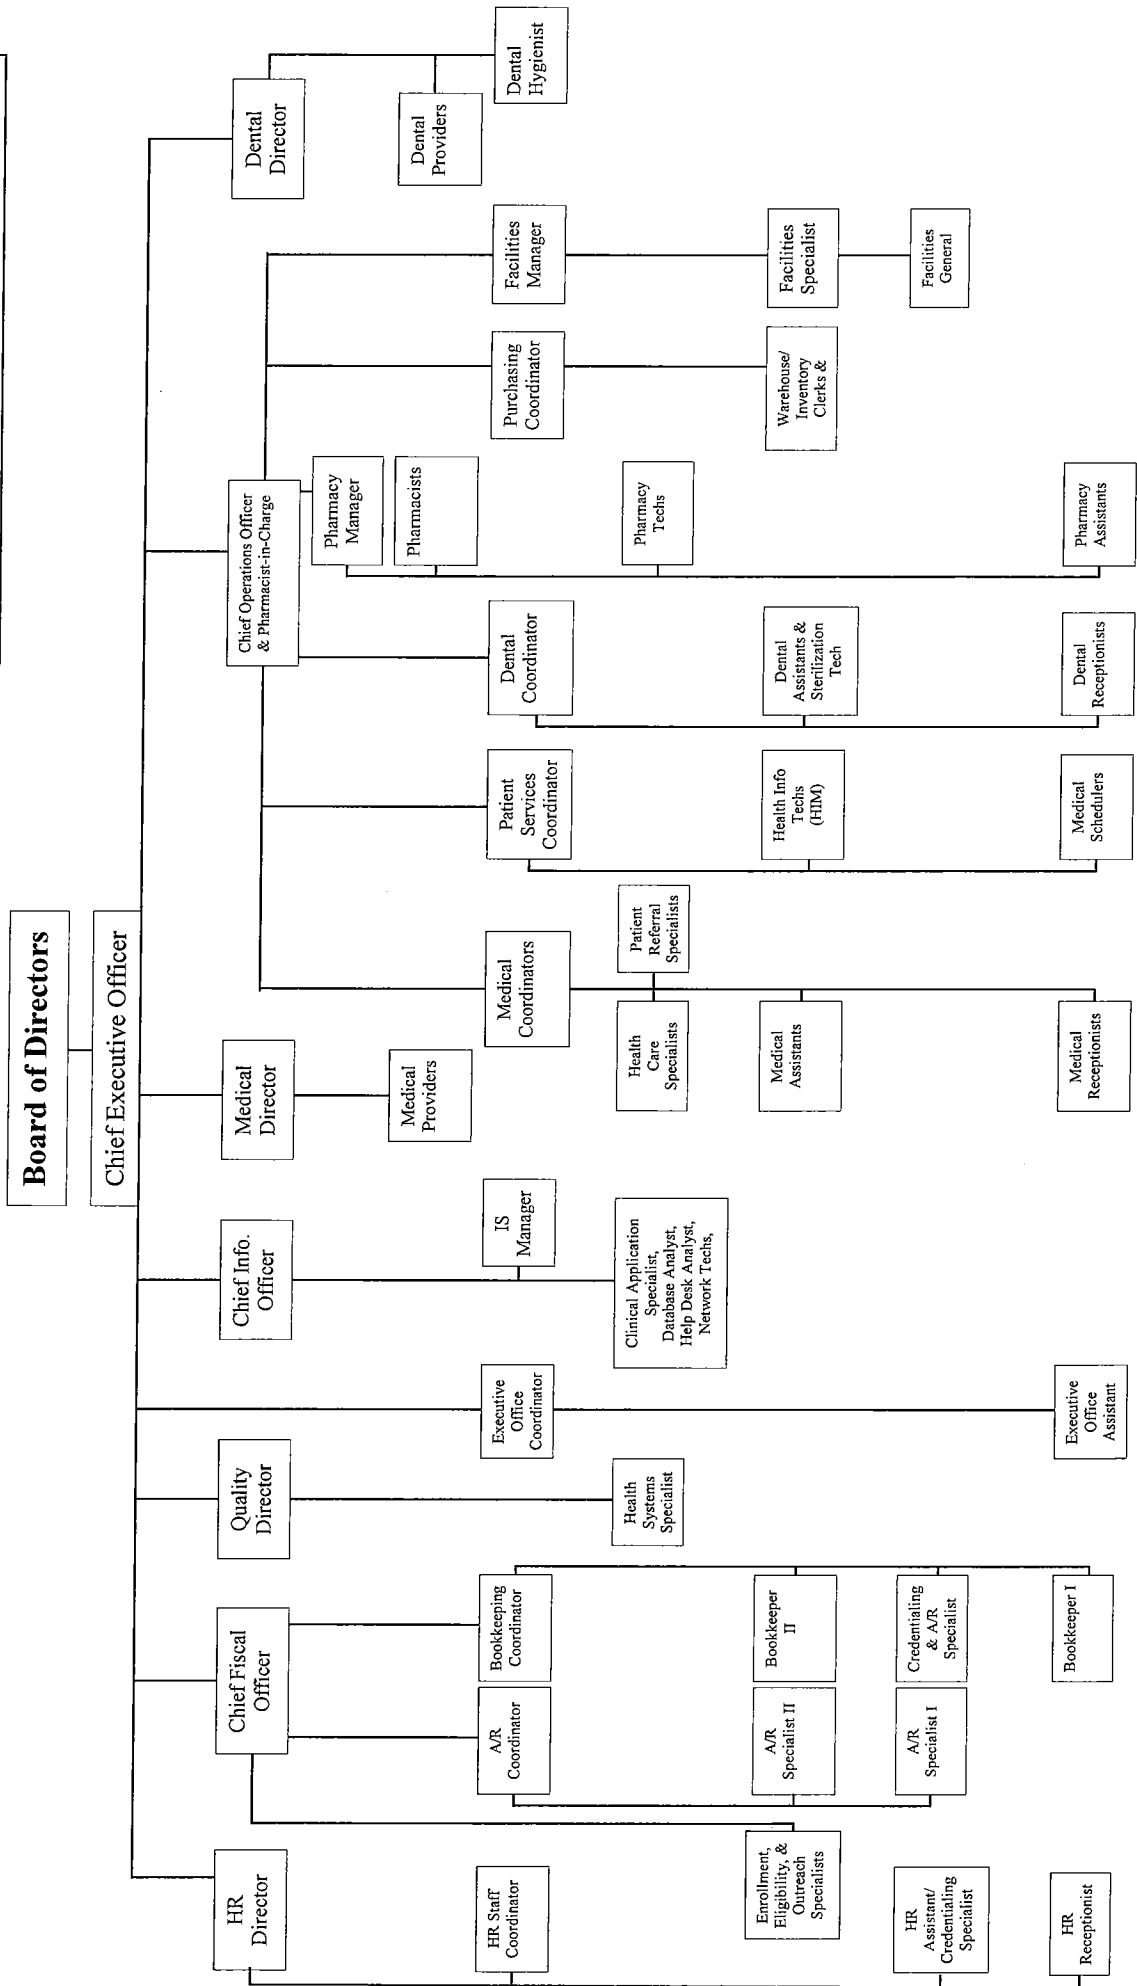 Board of Directors
Chief Executive Officer
HR
Director
Chief Fiscal
Officer
Quality
Director
Chief Info.
Officer
Medical
Director
Chief Operations Officer
& Pharmacist-in-Charge
Dental
Director
Pharmacy
Manager
Medical
Providers
Pharmacists
Dental
Providers
HR Staff
Coordinator
A/R
Coordinator
Bookkeeping
Coordinator
Executive
Office
Coordinator
IS
Manager
Medical
Coordinators
Patient
Services
Coordinator
Dental
Coordinator
Purchasing
Coordinator
Facilities
Manager
Dental
Hygienist
Health
Systems
Specialist
Clinical Application
Specialist,
Database Analyst,
Help Desk Analyst,
Network Techs,
Health
Care
Specialists
Patient
Referral
Specialists
Pharmacy
Techs
Enrollment,
Eligibility, &
Outreach
Specialists
A/R
Specialist II
Bookkeeper
II
Medical
Assistants
Health Info
Techs
(HIM)
Dental
Assistants &
Sterilization
Tech
Warehouse/
Inventory
Clerks &
Facilities
Specialist
HR
Assistant/
Credentialing
Specialist
A/R
Specialist I
Credentialing
& A/R
Specialist
Facilities
General
HR
Receptionist
Bookkeeper I
Executive
Office
Assistant
Medical
Receptionists
Medical
Schedulers
Dental
Receptionists
Pharmacy
Assistants